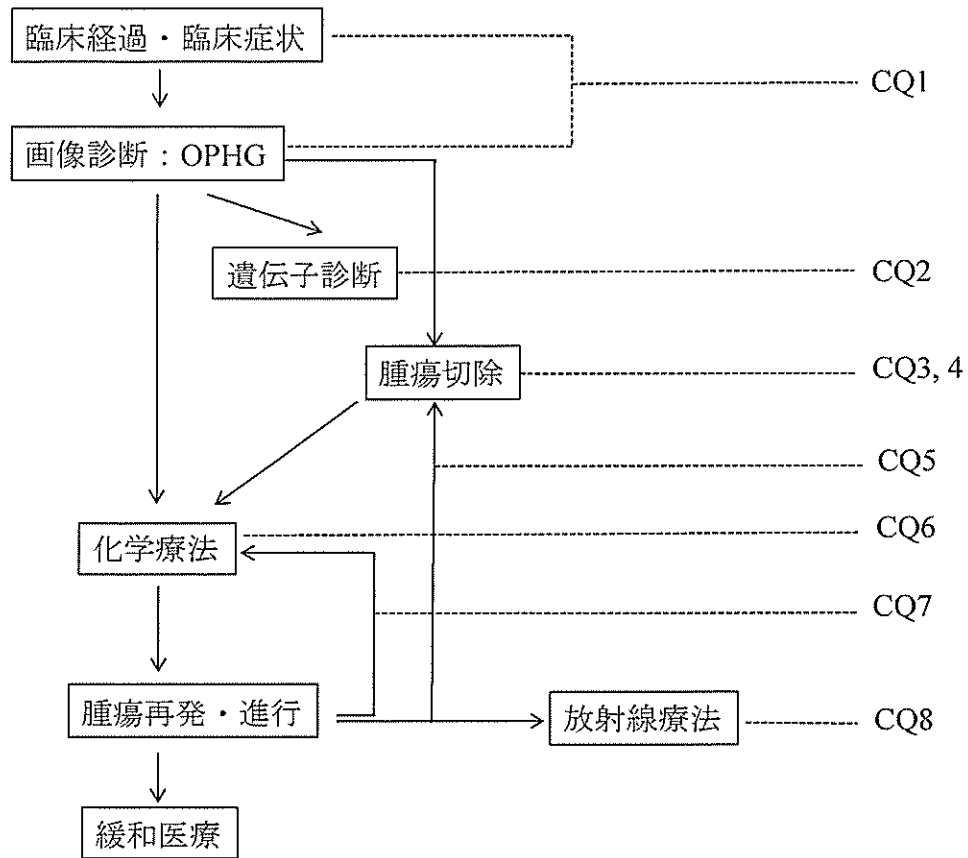 臨床経過・臨床症状
CQ1
画像診断：OPHG
遺伝子診断
CQ2
腫瘍切除
CQ3, 4
CQ5
化学療法
CQ6
CQ7
腫瘍再発・進行
放射線療法
CQ8
緩和医療